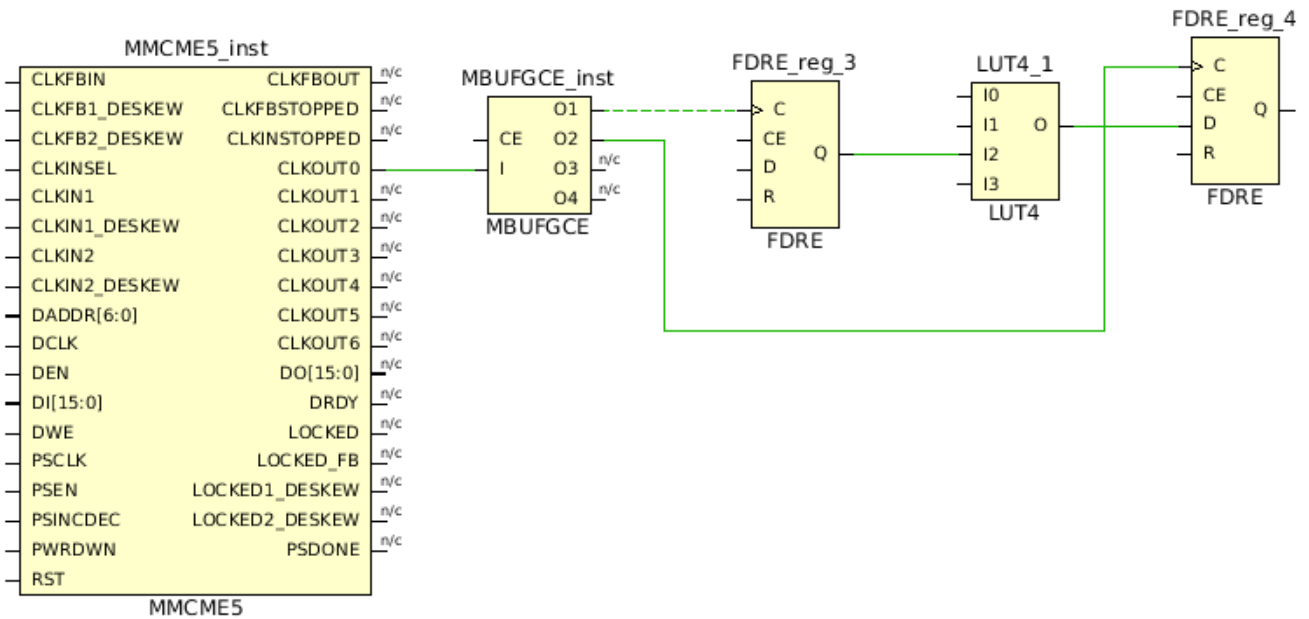 MMCME5_inst
CLKFBIN CLKFBOUT n/c
CLKFB1_DESKEW CLKFBSTOPPED n/c
CLKFB2_DESKEW CLKINSTOPPED n/c
CLKINSEL CLKOUT0
CLKIN1 CLKOUT1 n/c
CLKIN1_DESKEW CLKOUT2 n/c
CLKIN2 CLKOUT3 n/c
CLKIN2_DESKEW CLKOUT4 n/c
DADDR[6:0] CLKOUT5 n/c
DCLK CLKOUT6 n/c
DEN DO[15:0] n/c
DI[15:0] DRDY n/c
DWE LOCKED n/c
PSCLK LOCKED_FB n/c
PSEN LOCKED1_DESKEW n/c
PSINCDEC LOCKED2_DESKEW n/c
PWRDWN PSDONE n/c
RST
MMCME5
MBUFGCE_inst
O1
CE O2
I O3 n/c
O4 n/c
MBUFGCE
FDRE_reg_3
C
CE
D Q
R
FDRE
LUT4_1
I0
I1 O
I2
I3
LUT4
FDRE_reg_4
C
CE Q
D
R
FDRE